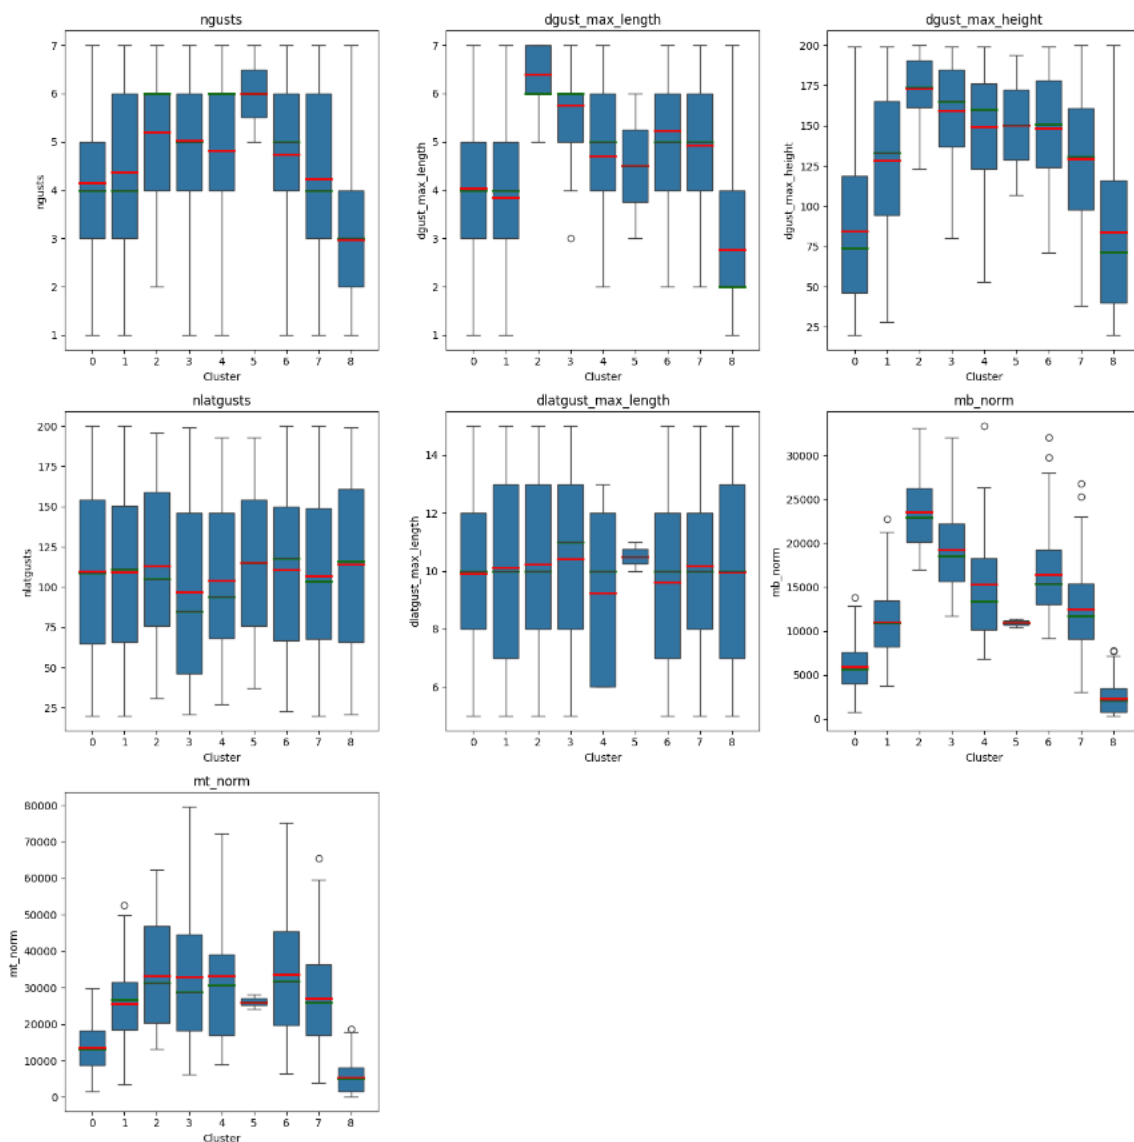 ngusts
dgust_max_length
dgust_max_height
ngusts
7
6
5
4
3
2
1
0 1 2 3 4 5 6 7 8
Cluster
dgust_max_length
7
6
5
4
3
2
1
0 1 2 3 4 5 6 7 8
Cluster
dgust_max_height
200
175
150
125
100
75
50
25
0 1 2 3 4 5 6 7 8
Cluster
nlatgusts
dlatgust_max_length
mb_norm
nlatgusts
200
175
150
125
100
75
50
25
0 1 2 3 4 5 6 7 8
Cluster
dlatgust_max_length
14
12
10
8
6
0 1 2 3 4 5 6 7 8
Cluster
mb_norm
30000
25000
20000
15000
10000
5000
0
0 1 2 3 4 5 6 7 8
Cluster
mt_norm
mt_norm
80000
70000
60000
50000
40000
30000
20000
10000
0
0 1 2 3 4 5 6 7 8
Cluster